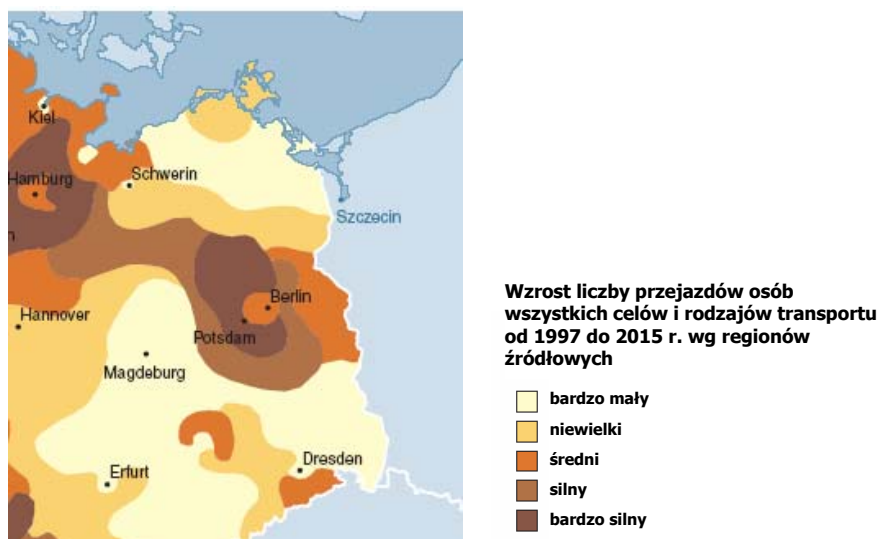 Kiel
Hamburg
Schwerin
Szczecin
n
Berlin
Hannover
Potsdam
Magdeburg
Dresden
Erfurt
Wzrost liczby przejazdów osób
wszystkich celów i rodzajów transportu
od 1997 do 2015 r. wg regionów
źródłowych
bardzo mały
niewielki
średni
silny
bardzo silny